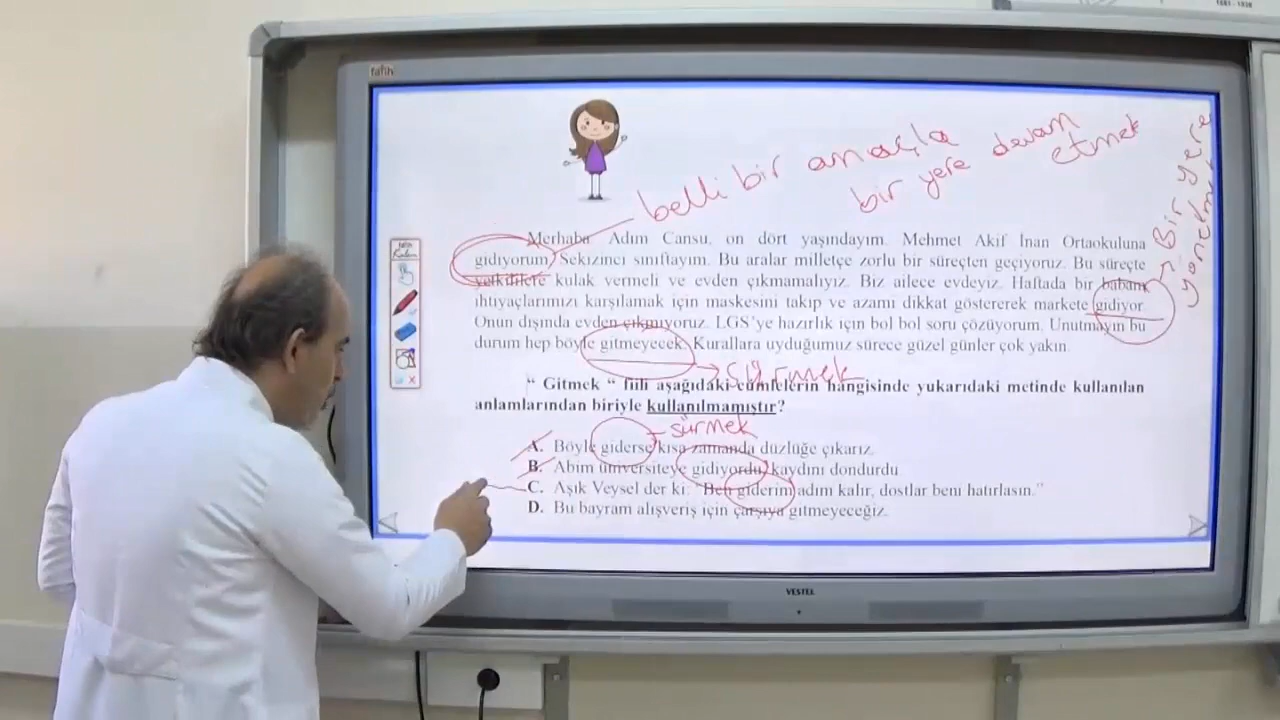 1881 - 1938
fatih
belli bir amaçla
bir yere devam
etmek
Bir yere
fatih
Kalem
Merhaba Adım Cansu, on dört yaşındayım. Mehmet Akif İnan Ortaokuluna
gidiyorum. Sekizinci sınıftayım. Bu aralar milletçe zorlu bir süreçten geçiyoruz. Bu süreçte
yetkililere kulak vermeli ve evden çıkmamalıyız. Biz ailece evdeyiz. Haftada bir babam
ihtiyaçlarımızı karşılamak için maskesini takıp ve azami dikkat göstererek markete gidiyor.
Onun dışında evden çıkmıyoruz. LGS'ye hazırlık için bol bol soru çözüyorum. Unutmayın bu
durum hep böyle gitmeyecek. Kurallara uyduğumuz sürece güzel günler çok yakın.
sürmek
“ Gitmek “ fiili aşağıdaki cümlelerin hangisinde yukarıdaki metinde kullanılan
anlamlarından biriyle kullanılmamıştır?
sürmek
A. Böyle giderse kısa zamanda düzlüğe çıkarız.
B. Abim üniversiteye gidiyordu, kaydını dondurdu
C. Aşık Veysel der ki: “Ben giderim adım kalır, dostlar beni hatırlasın.”
D. Bu bayram alışveriş için çarşıya gitmeyeceğiz.
VESTEL